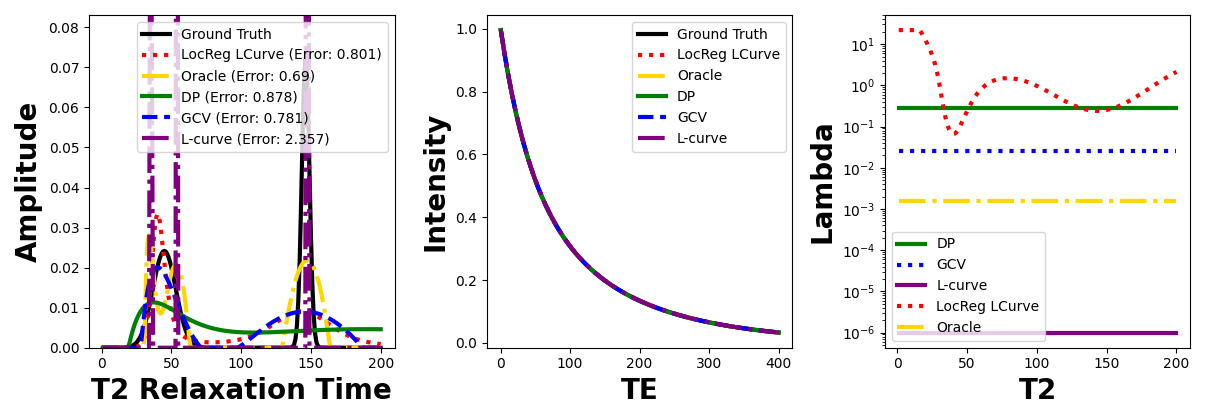 Amplitude
0.08
0.07
0.06
0.05
0.04
0.03
0.02
0.01
0.00
Ground Truth
LocReg LCurve (Error: 0.801)
Oracle (Error: 0.69)
DP (Error: 0.878)
GCV (Error: 0.781)
L-curve (Error: 2.357)
0 50 100 150 200
T2 Relaxation Time
Intensity
1.0
0.8
0.6
0.4
0.2
0.0
Ground Truth
LocReg LCurve
Oracle
DP
GCV
L-curve
0 100 200 300 400
TE
Lambda
10^1
10^0
10^-1
10^-2
10^-3
10^-4
10^-5
10^-6
DP
GCV
L-curve
LocReg LCurve
Oracle
0 50 100 150 200
T2